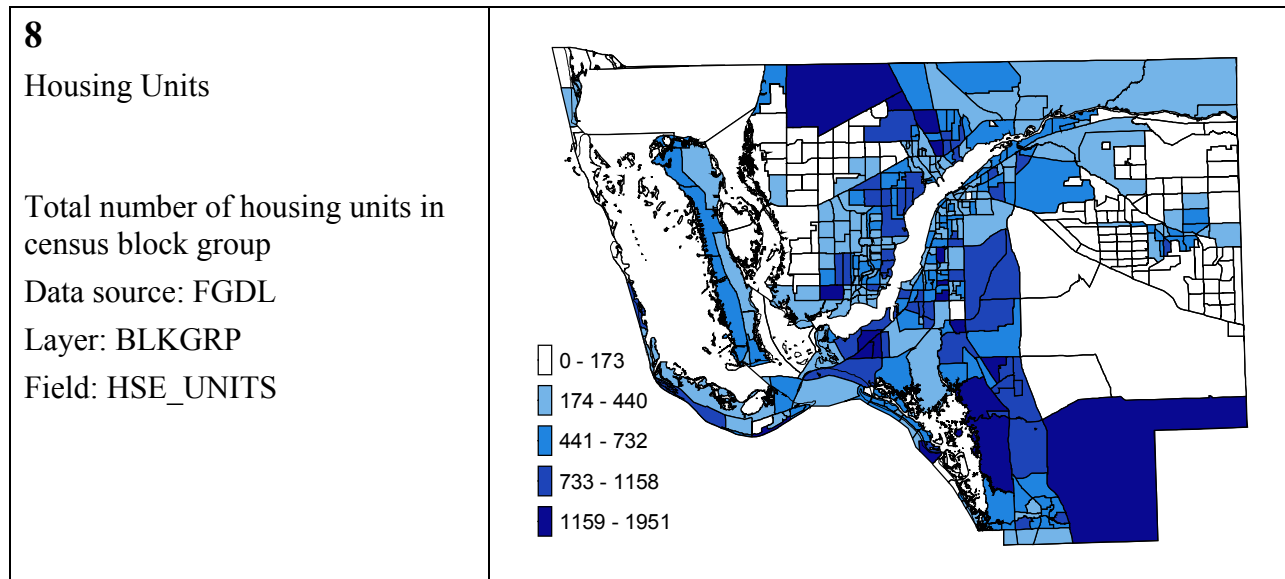 8
Housing Units
Total number of housing units in
census block group
Data source: FGDL
Layer: BLKGRP
Field: HSE_UNITS
0 - 173
174 - 440
441 - 732
733 - 1158
1159 - 1951